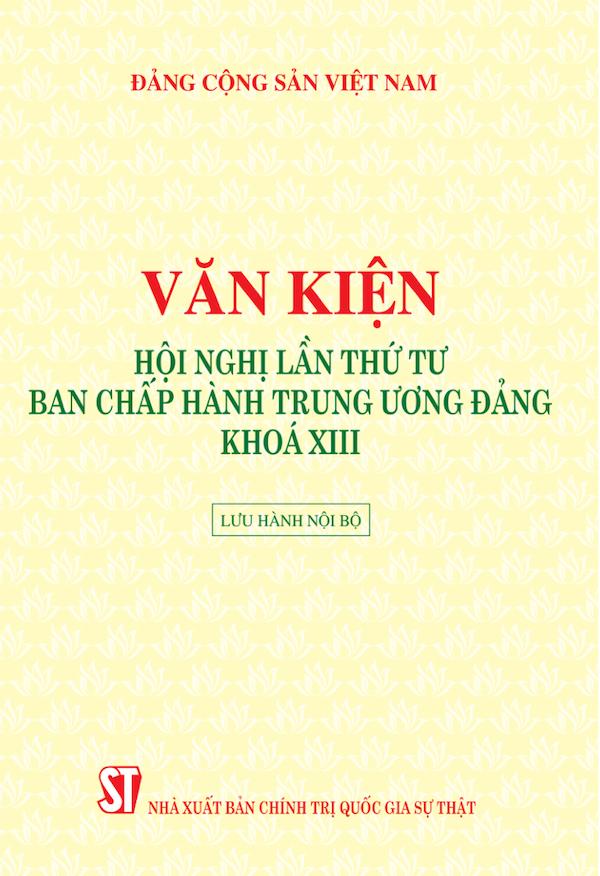 ĐẢNG CỘNG SẢN VIỆT NAM
VĂN KIỆN
HỘI NGHỊ LẦN THỨ TƯ
BAN CHẤP HÀNH TRUNG ƯƠNG ĐẢNG
KHOÁ XIII
LƯU HÀNH NỘI BỘ
ST
NHÀ XUẤT BẢN CHÍNH TRỊ QUỐC GIA SỰ THẬT